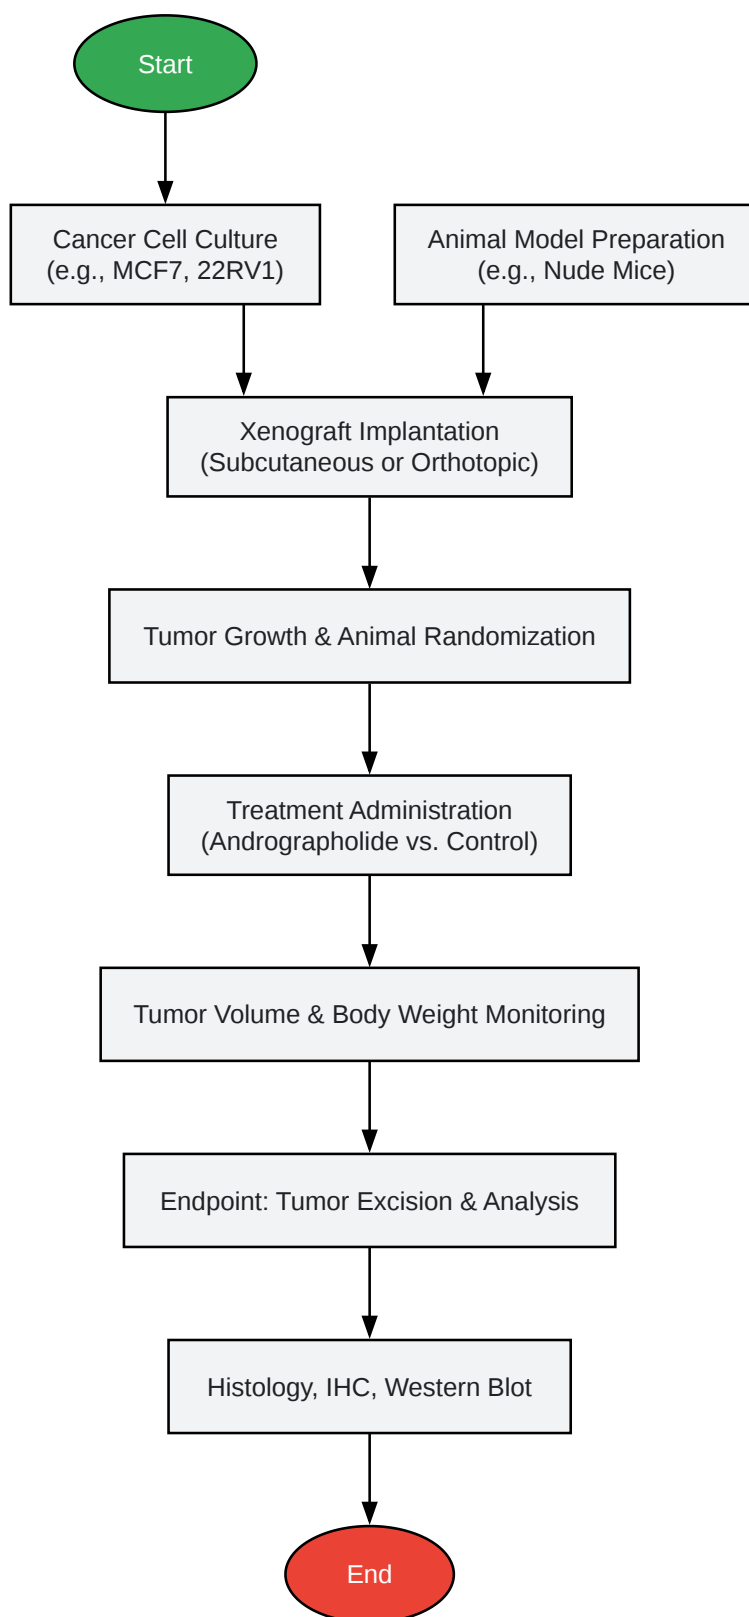 Start
Cancer Cell Culture
(e.g., MCF7, 22RV1)
Animal Model Preparation
(e.g., Nude Mice)
Xenograft Implantation
(Subcutaneous or Orthotopic)
Tumor Growth & Animal Randomization
Treatment Administration
(Andrographolide vs. Control)
Tumor Volume & Body Weight Monitoring
Endpoint: Tumor Excision & Analysis
Histology, IHC, Western Blot
End